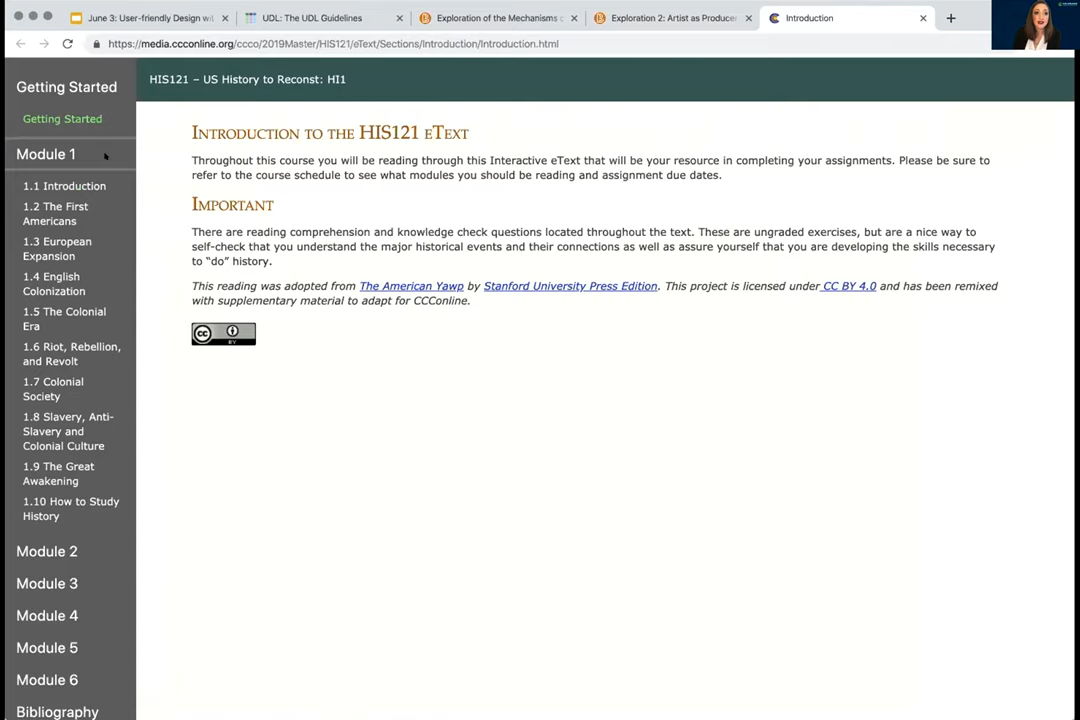 June 3: User-friendly Design wi
UDL: The UDL Guidelines
Exploration of the Mechanisms o
Exploration 2: Artist as Producer
Introduction
https://media.ccconline.org/ccco/2019Master/HIS121/eText/Sections/Introduction/Introduction.html
Getting Started
Getting Started
Module 1
1.1 Introduction
1.2 The First
Americans
1.3 European
Expansion
1.4 English
Colonization
1.5 The Colonial
Era
1.6 Riot, Rebellion,
and Revolt
1.7 Colonial
Society
1.8 Slavery, Anti-
Slavery and
Colonial Culture
1.9 The Great
Awakening
1.10 How to Study
History
Module 2
Module 3
Module 4
Module 5
Module 6
Bibliography
HIS121 – US History to Reconst: HI1
Introduction to the HIS121 eText
Throughout this course you will be reading through this Interactive eText that will be your resource in completing your assignments. Please be sure to
refer to the course schedule to see what modules you should be reading and assignment due dates.
Important
There are reading comprehension and knowledge check questions located throughout the text. These are ungraded exercises, but are a nice way to
self-check that you understand the major historical events and their connections as well as assure yourself that you are developing the skills necessary
to “do” history.
This reading was adopted from The American Yawp by Stanford University Press Edition. This project is licensed under CC BY 4.0 and has been remixed
with supplementary material to adapt for CCConline.
cc
BY